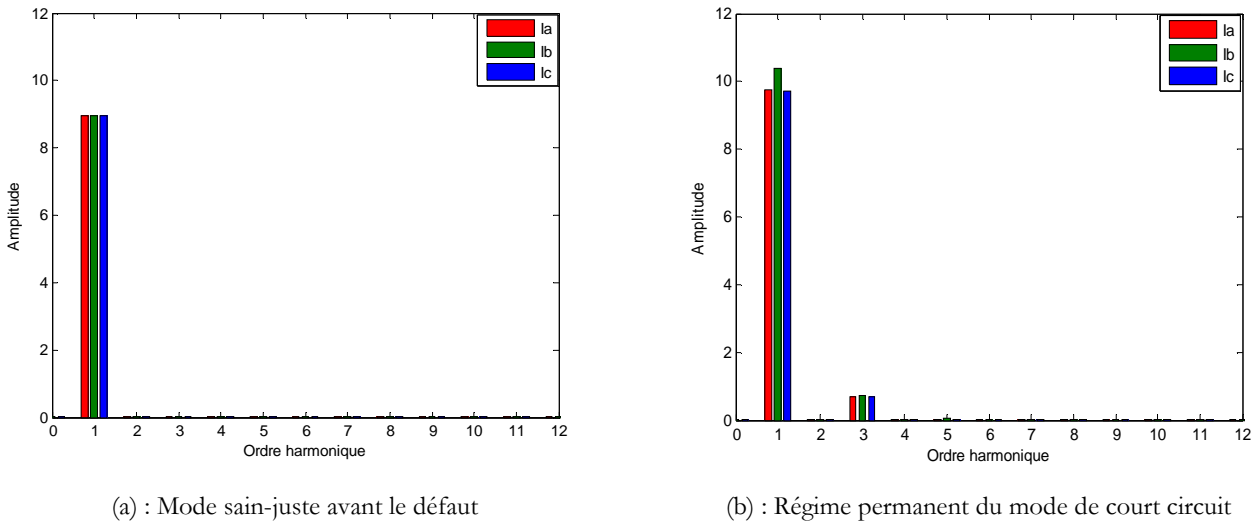 12
10
8
6
4
2
0
Amplitude
Ia
Ib
Ic
0 1 2 3 4 5 6 7 8 9 10 11 12
Ordre harmonique
(a) : Mode sain-juste avant le défaut
12
10
8
6
4
2
0
Amplitude
Ia
Ib
Ic
0 1 2 3 4 5 6 7 8 9 10 11 12
Ordre harmonique
(b) : Régime permanent du mode de court circuit